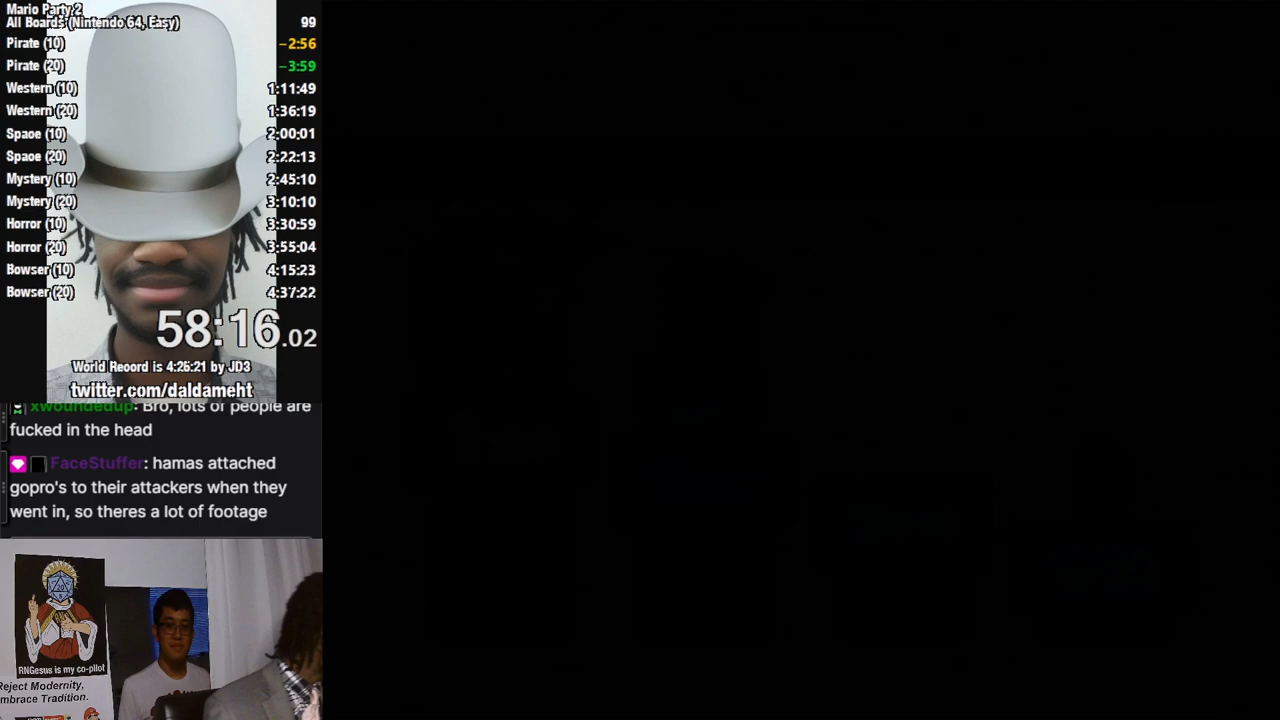 Mario Party 2
All Boards (Nintendo 64, Easy) 99
Pirate (10) -2:56
Pirate (20) -3:59
Western (10) 1:11:49
Western (20) 1:36:19
Space (10) 2:00:01
Space (20) 2:22:13
Mystery (10) 2:45:10
Mystery (20) 3:10:10
Horror (10) 3:30:59
Horror (20) 3:55:04
Bowser (10) 4:15:23
Bowser (20) 4:37:22
58:16.02
World Record is 4:26:21 by JD3
twitter.com/daldameht
xwoundedup: Bro, lots of people are
fucked in the head
FaceStuffer: hamas attached
gopro's to their attackers when they
went in, so theres a lot of footage
RNGesus is my co-pilot
Reject Modernity,
mbrace Tradition.